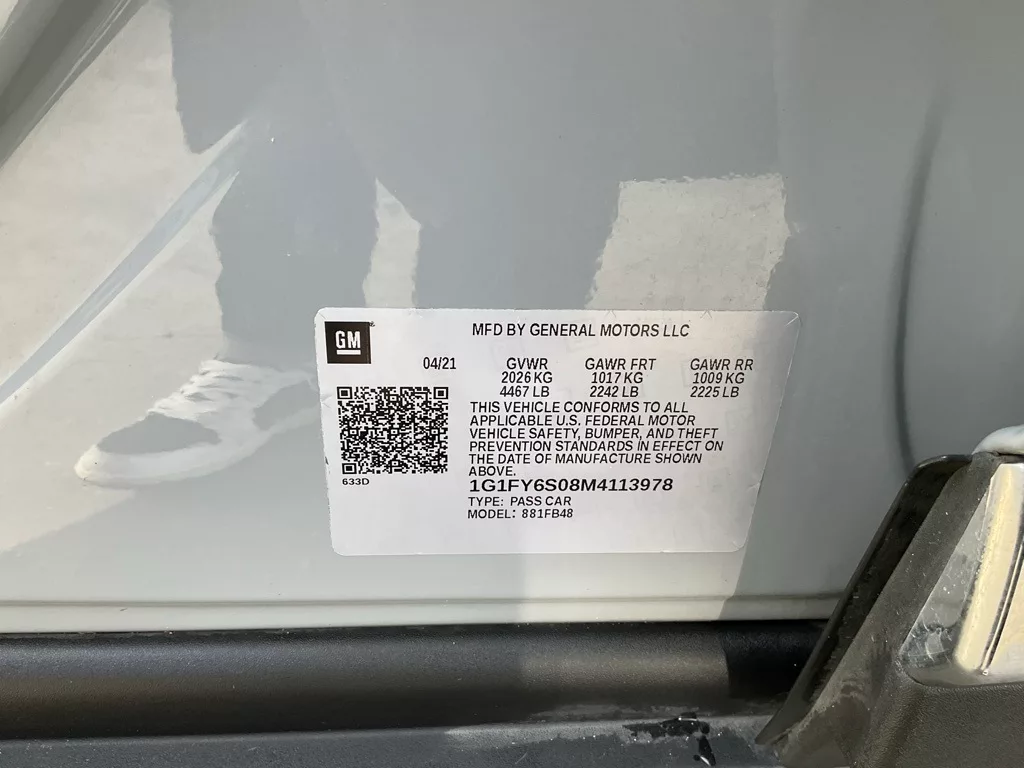 GM
MFD BY GENERAL MOTORS LLC
04/21 GVWR GAWR FRT GAWR RR
2026 KG 1017 KG 1009 KG
4467 LB 2242 LB 2225 LB
THIS VEHICLE CONFORMS TO ALL
APPLICABLE U.S. FEDERAL MOTOR
VEHICLE SAFETY, BUMPER, AND THEFT
PREVENTION STANDARDS IN EFFECT ON
THE DATE OF MANUFACTURE SHOWN
ABOVE.
633D
1G1FY6S08M4113978
TYPE: PASS CAR
MODEL: 881FB48